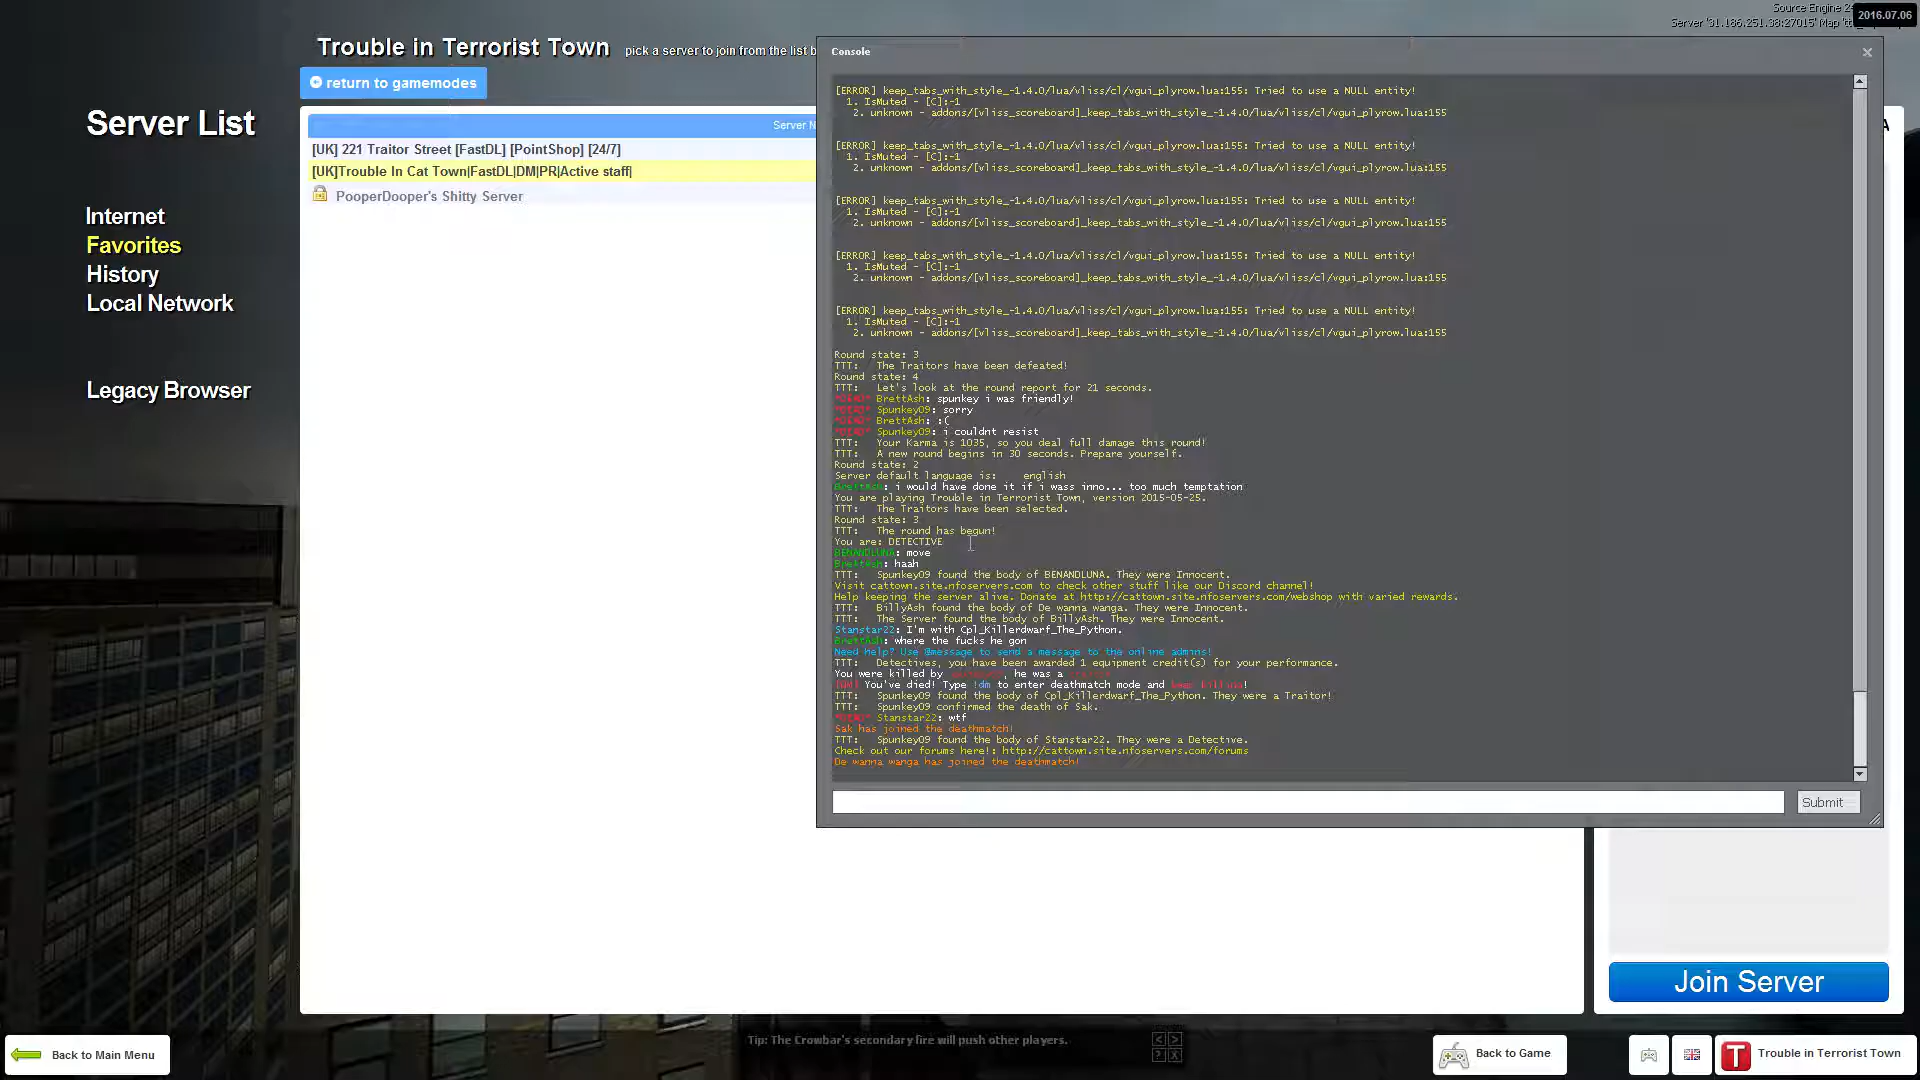 Source Engine 2
2016.07.06
Server '31.186.251.38:27015' Map 't
Trouble in Terrorist Town
pick a server to join from the list b
return to gamemodes
Server List
Internet
Favorites
History
Local Network
Legacy Browser
Server N
[UK] 221 Traitor Street [FastDL] [PointShop] [24/7]
[UK]Trouble In Cat Town|FastDL|DM|PR|Active staff|
PooperDooper's Shitty Server
Console
[ERROR] keep_tabs_with_style_-1.4.0/lua/vliss/cl/vgui_plyrow.lua:155: Tried to use a NULL entity!
1. IsMuted - [C]:-1
2. unknown - addons/[vliss_scoreboard]_keep_tabs_with_style_-1.4.0/lua/vliss/cl/vgui_plyrow.lua:155
[ERROR] keep_tabs_with_style_-1.4.0/lua/vliss/cl/vgui_plyrow.lua:155: Tried to use a NULL entity!
1. IsMuted - [C]:-1
2. unknown - addons/[vliss_scoreboard]_keep_tabs_with_style_-1.4.0/lua/vliss/cl/vgui_plyrow.lua:155
[ERROR] keep_tabs_with_style_-1.4.0/lua/vliss/cl/vgui_plyrow.lua:155: Tried to use a NULL entity!
1. IsMuted - [C]:-1
2. unknown - addons/[vliss_scoreboard]_keep_tabs_with_style_-1.4.0/lua/vliss/cl/vgui_plyrow.lua:155
[ERROR] keep_tabs_with_style_-1.4.0/lua/vliss/cl/vgui_plyrow.lua:155: Tried to use a NULL entity!
1. IsMuted - [C]:-1
2. unknown - addons/[vliss_scoreboard]_keep_tabs_with_style_-1.4.0/lua/vliss/cl/vgui_plyrow.lua:155
[ERROR] keep_tabs_with_style_-1.4.0/lua/vliss/cl/vgui_plyrow.lua:155: Tried to use a NULL entity!
1. IsMuted - [C]:-1
2. unknown - addons/[vliss_scoreboard]_keep_tabs_with_style_-1.4.0/lua/vliss/cl/vgui_plyrow.lua:155
Round state: 3
TTT: The Traitors have been defeated!
Round state: 4
TTT: Let's look at the round report for 21 seconds.
*DEAD* BrettAsh: spunkey i was friendly!
*DEAD* Spunkey09: sorry
*DEAD* BrettAsh: :(
*DEAD* Spunkey09: i couldnt resist
TTT: Your Karma is 1035, so you deal full damage this round!
TTT: A new round begins in 30 seconds. Prepare yourself.
Round state: 2
Server default language is: english
BrettAsh: i would have done it if i wass inno... too much temptation
You are playing Trouble in Terrorist Town, version 2015-05-25.
TTT: The Traitors have been selected.
Round state: 3
TTT: The round has begun!
You are: DETECTIVE
BENANDLUNA: move
BrettAsh: haah
TTT: Spunkey09 found the body of BENANDLUNA. They were Innocent.
Visit cattown.site.nfoservers.com to check other stuff like our Discord channel!
Help keeping the server alive. Donate at http://cattown.site.nfoservers.com/webshop with varied rewards.
TTT: BillyAsh found the body of De wanna wanga. They were Innocent.
TTT: The Server found the body of BillyAsh. They were Innocent.
Stanstar22: I'm with Cpl_Killerdwarf_The_Python.
BrettAsh: where the fucks he gon
Need help? Use @message to send a message to the online admins!
TTT: Detectives, you have been awarded 1 equipment credit(s) for your performance.
You were killed by , he was a
[DM] You've died! Type !dm to enter deathmatch mode and keep killing!
TTT: Spunkey09 found the body of Cpl_Killerdwarf_The_Python. They were a Traitor!
TTT: Spunkey09 confirmed the death of Sak.
*DEAD* Stanstar22: wtf
Sak has joined the deathmatch!
TTT: Spunkey09 found the body of Stanstar22. They were a Detective.
Check out our forums here!: http://cattown.site.nfoservers.com/forums
De wanna wanga has joined the deathmatch!
Submit
Join Server
Back to Main Menu
Tip: The Crowbar's secondary fire will push other players.
Back to Game
T
Trouble in Terrorist Town